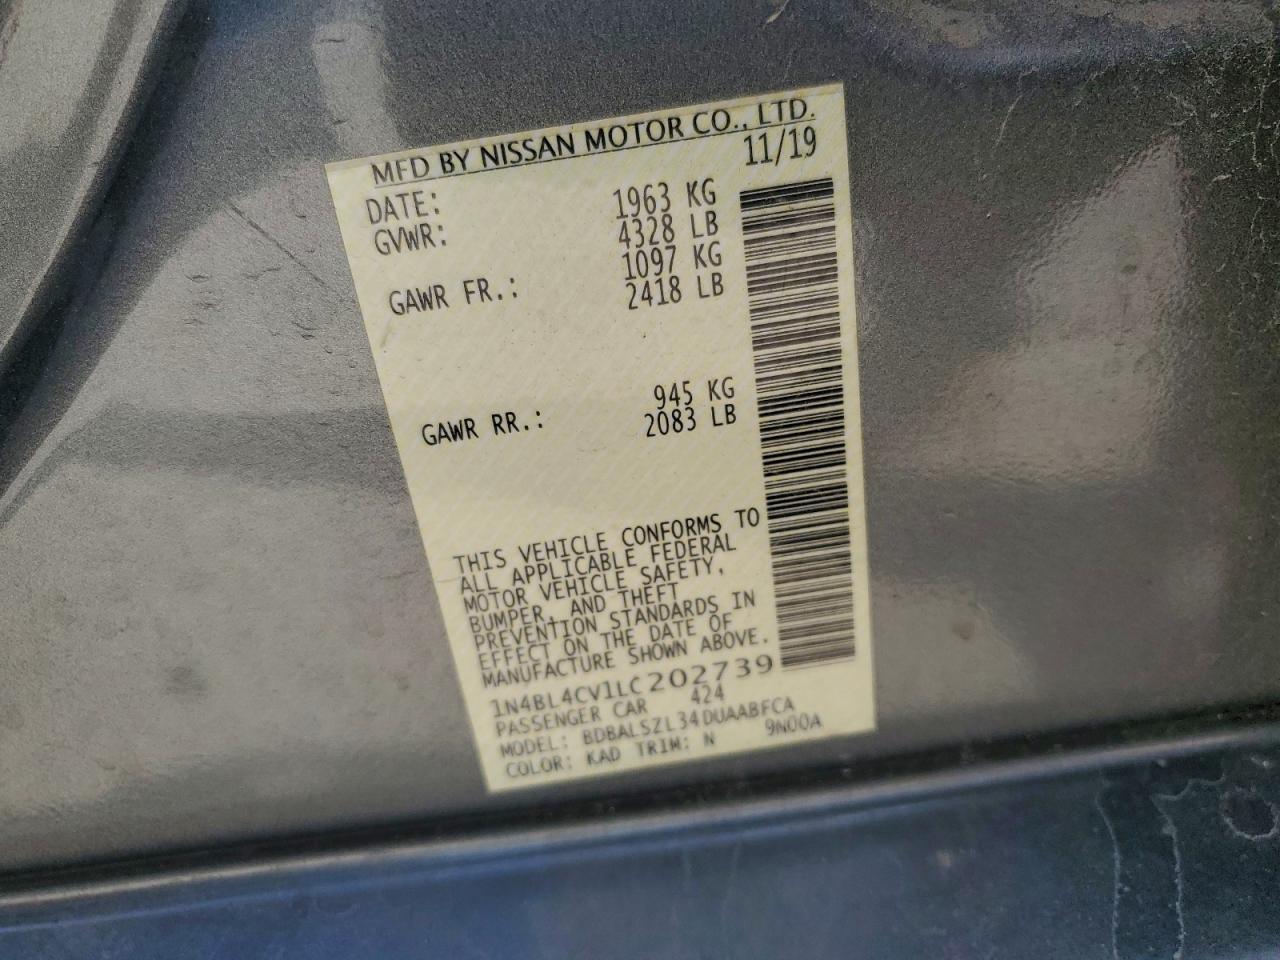 MFD BY NISSAN MOTOR CO., LTD.
DATE: 11/19
GVWR: 1963 KG
4328 LB
GAWR FR.: 1097 KG
2418 LB
GAWR RR.: 945 KG
2083 LB
THIS VEHICLE CONFORMS TO
ALL APPLICABLE FEDERAL
MOTOR VEHICLE SAFETY,
BUMPER, AND THEFT
PREVENTION STANDARDS IN
EFFECT ON THE DATE OF
MANUFACTURE SHOWN ABOVE.
1N4BL4CV1LC202739
PASSENGER CAR 424
MODEL: BDBALSZL34DUAABFCA
COLOR: KAD TRIM: N 9N00A